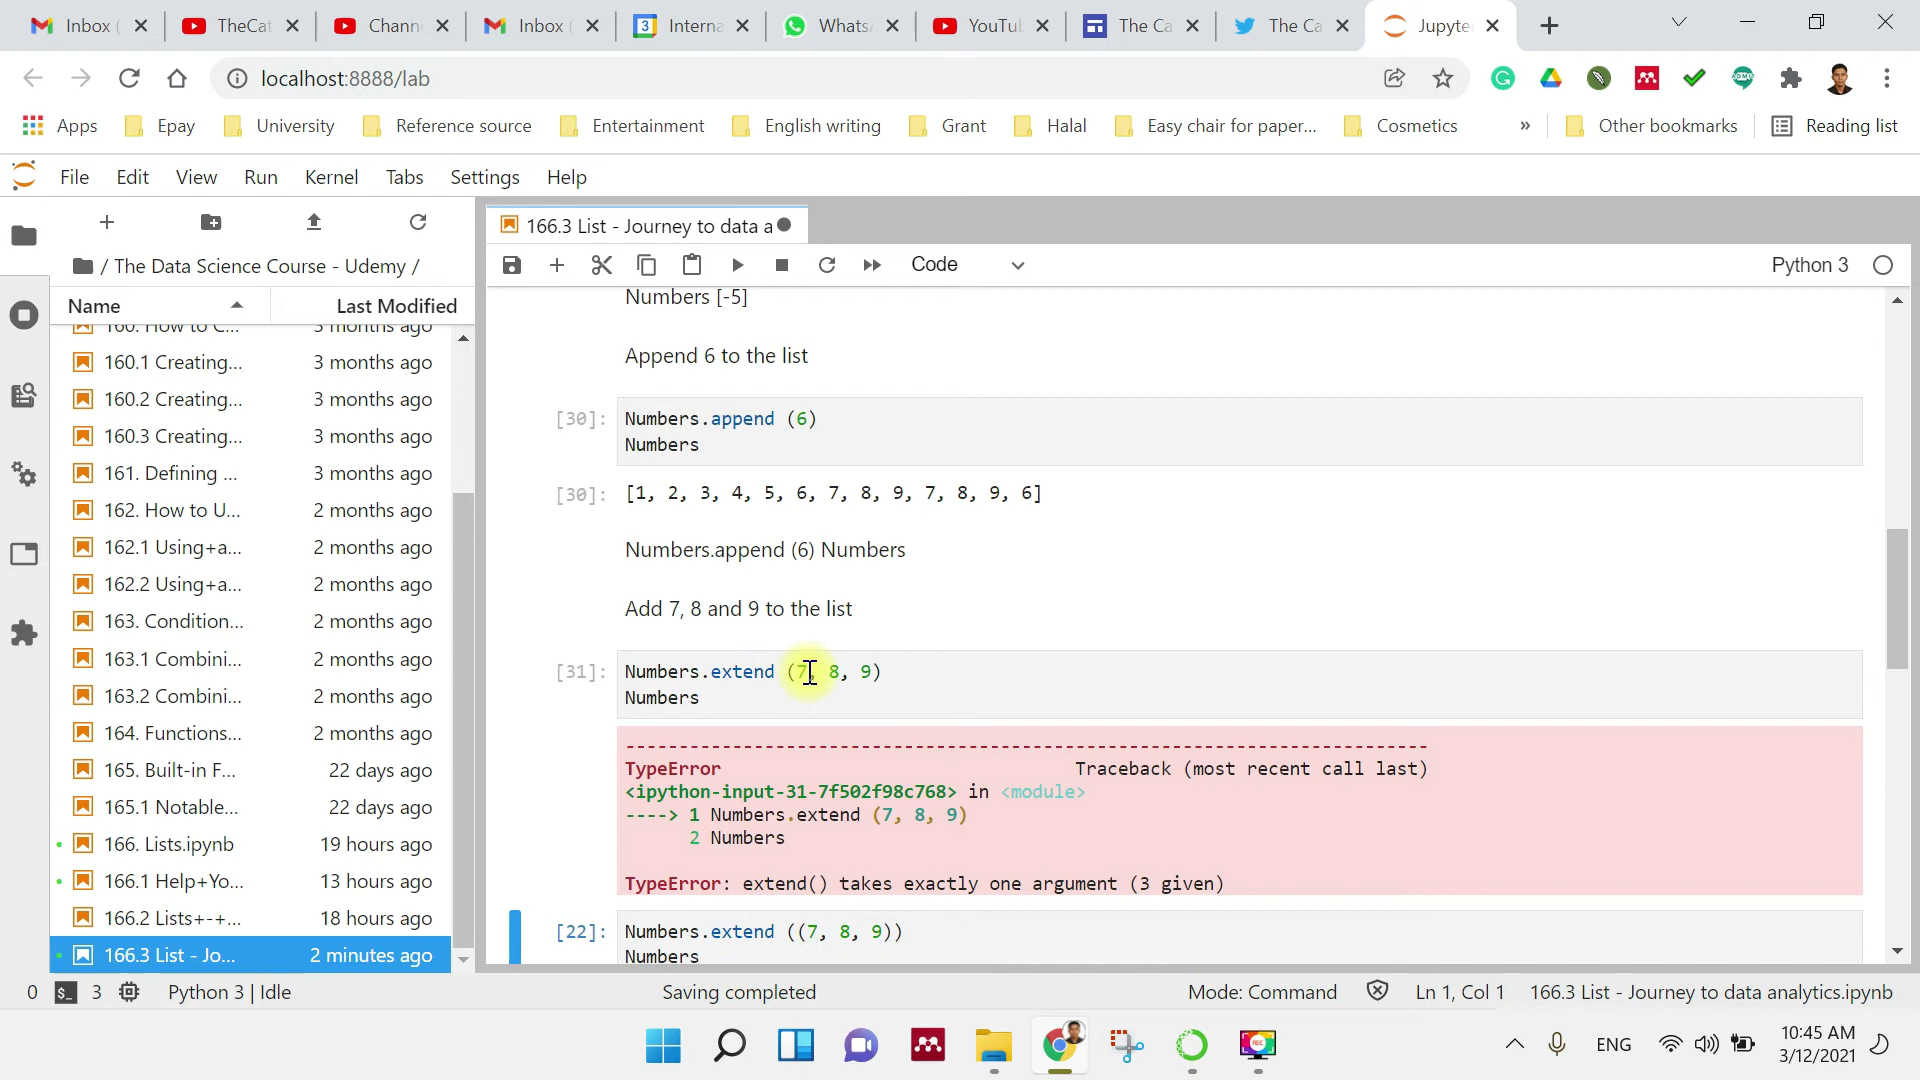 Inbox (
TheCat
Chann
Inbox (
Interna
WhatsA
YouTu
The Ca
The Ca
Jupyte
localhost:8888/lab
Apps
Epay
University
Reference source
Entertainment
English writing
Grant
Halal
Easy chair for paper...
Cosmetics
»
Other bookmarks
Reading list
File
Edit
View
Run
Kernel
Tabs
Settings
Help
/ The Data Science Course - Udemy /
Name
Last Modified
160. How to C... 3 months ago
160.1 Creating... 3 months ago
160.2 Creating... 3 months ago
160.3 Creating... 3 months ago
161. Defining ... 3 months ago
162. How to U... 2 months ago
162.1 Using+a... 2 months ago
162.2 Using+a... 2 months ago
163. Condition... 2 months ago
163.1 Combini... 2 months ago
163.2 Combini... 2 months ago
164. Functions... 2 months ago
165. Built-in F... 22 days ago
165.1 Notable... 22 days ago
166. Lists.ipynb 19 hours ago
166.1 Help+Yo... 13 hours ago
166.2 Lists+-+... 18 hours ago
166.3 List - Jo... 2 minutes ago
166.3 List - Journey to data a
Code
Python 3
Numbers [-5]
Append 6 to the list
[30]: Numbers.append (6)
Numbers
[30]: [1, 2, 3, 4, 5, 6, 7, 8, 9, 7, 8, 9, 6]
Numbers.append (6) Numbers
Add 7, 8 and 9 to the list
[31]: Numbers.extend (7, 8, 9)
Numbers
---------------------------------------------------------------------------
TypeError Traceback (most recent call last)
<ipython-input-31-7f502f98c768> in <module>
----> 1 Numbers.extend (7, 8, 9)
2 Numbers
TypeError: extend() takes exactly one argument (3 given)
[22]: Numbers.extend ((7, 8, 9))
Numbers
0
3
Python 3 | Idle
Saving completed
Mode: Command
Ln 1, Col 1
166.3 List - Journey to data analytics.ipynb
ENG
10:45 AM
3/12/2021